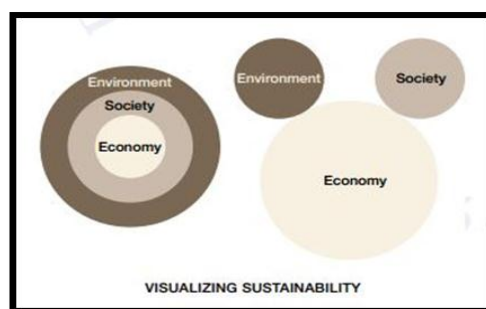 Environment
Society
Economy
Environment
Society
Economy
VISUALIZING SUSTAINABILITY